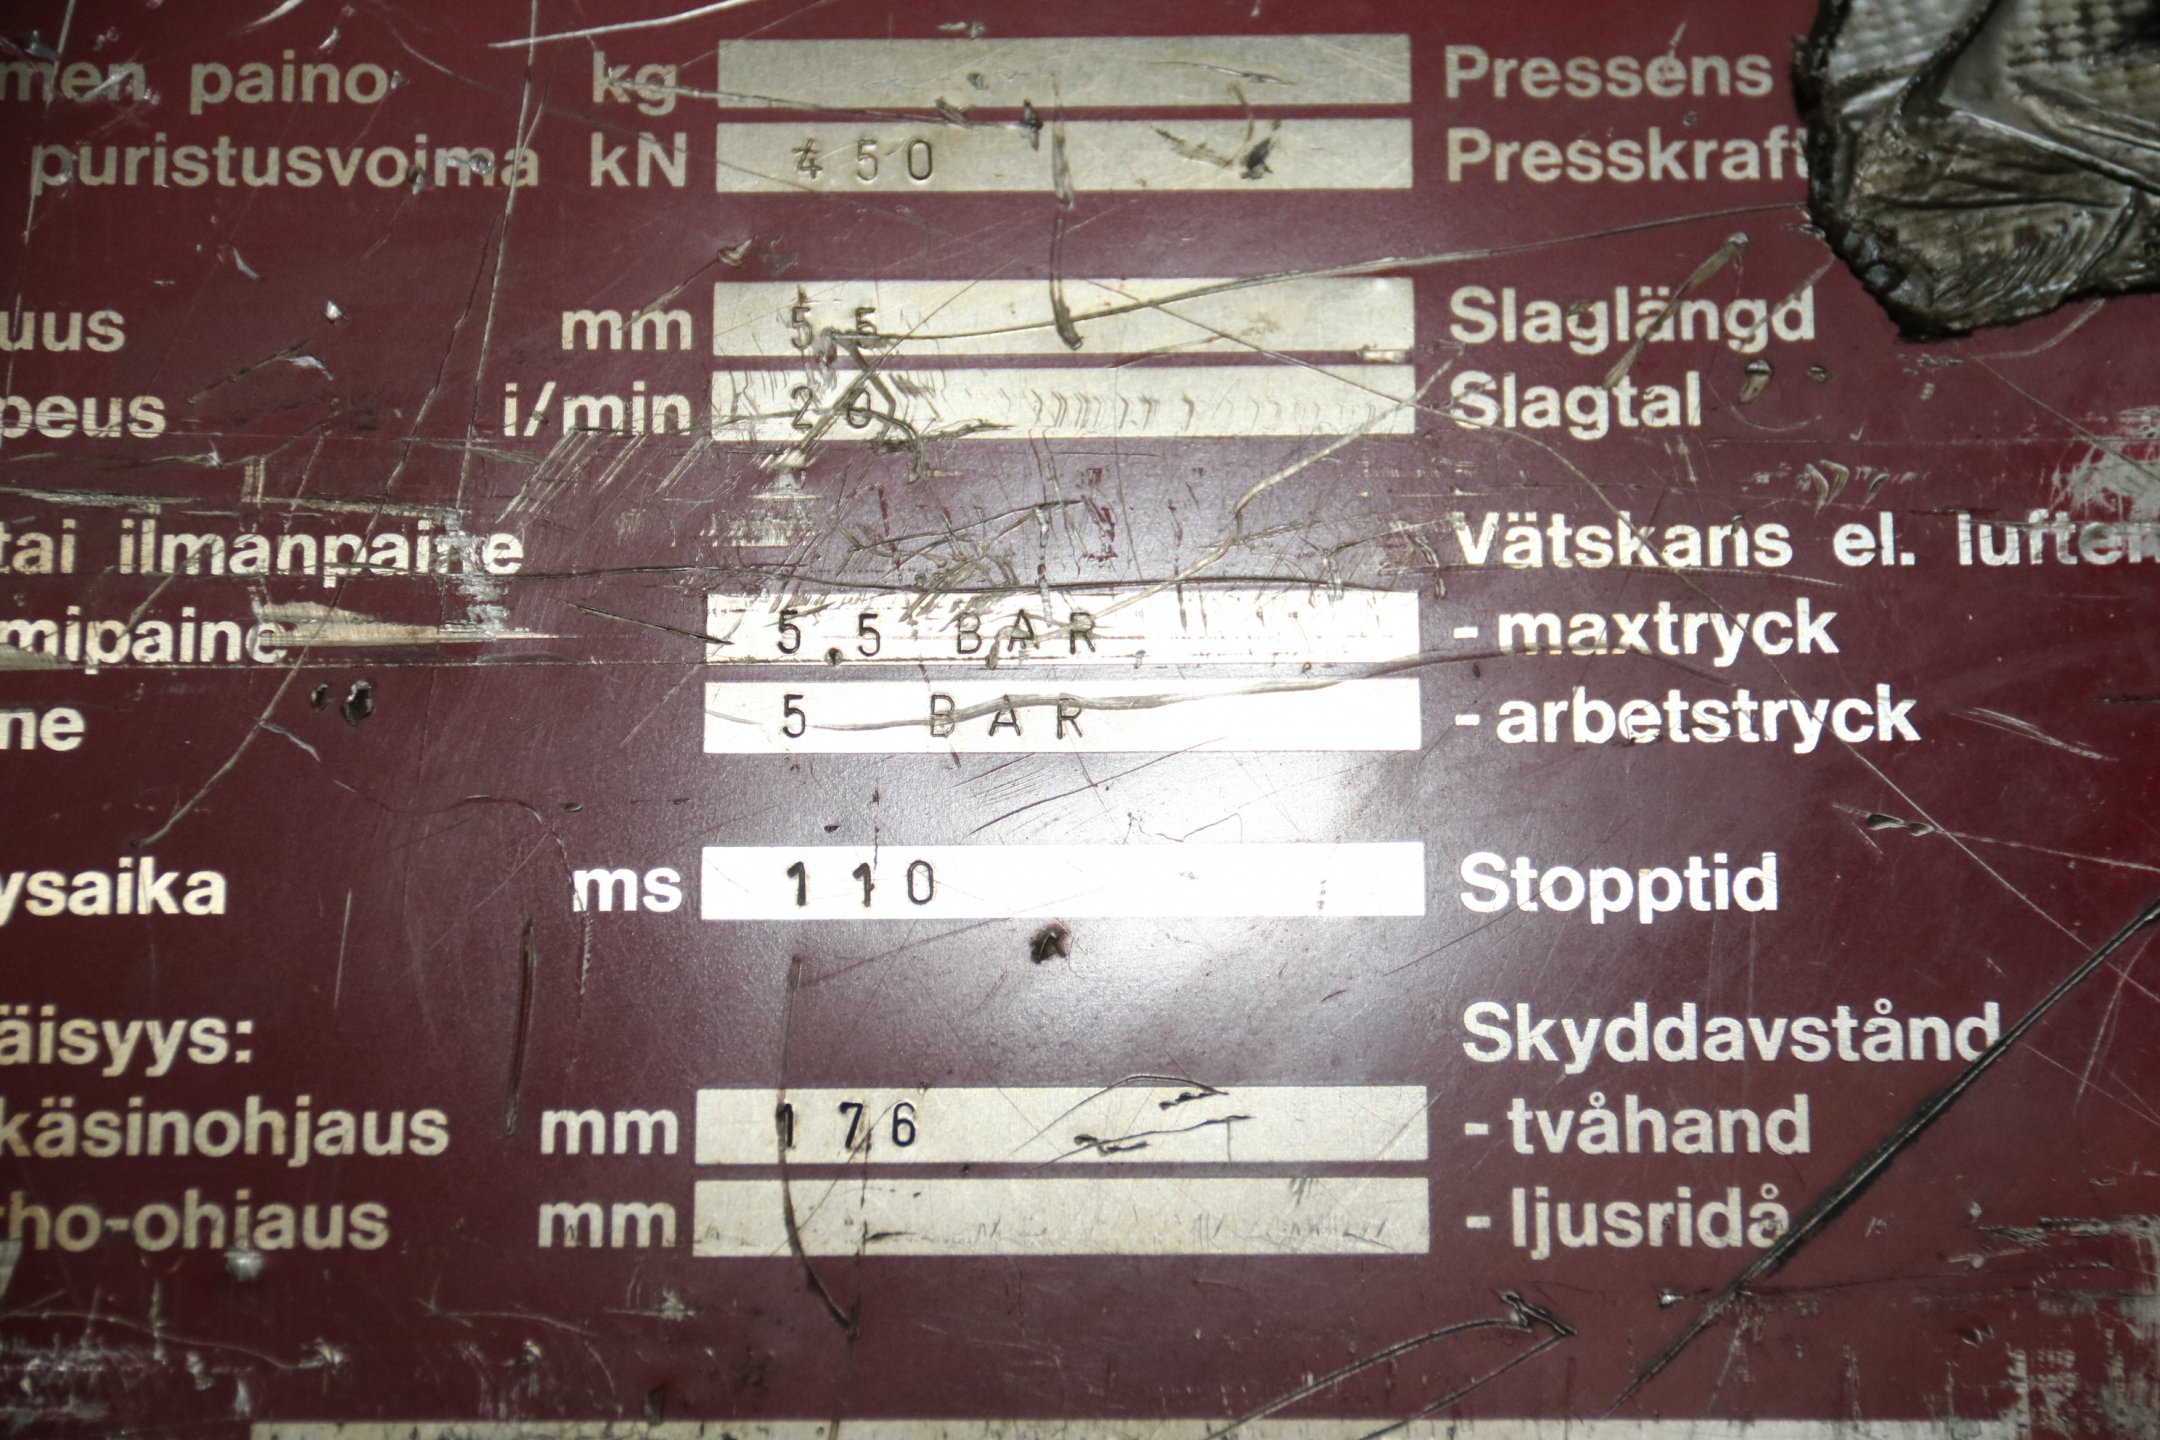 men paino kg Pressens
puristusvoima kN 450 Presskraft
uus mm 55 Slaglängd
peus i/min 20 Slagtal
tai ilmanpaine Vätskans el. luften
mipaine 5,5 BAR - maxtryck
ne 5 BAR - arbetstryck
ysaika ms 110 Stopptid
äisyys: Skyddavstånd
käsinohjaus mm 176 - tvåhand
rho-ohjaus mm - ljusridå